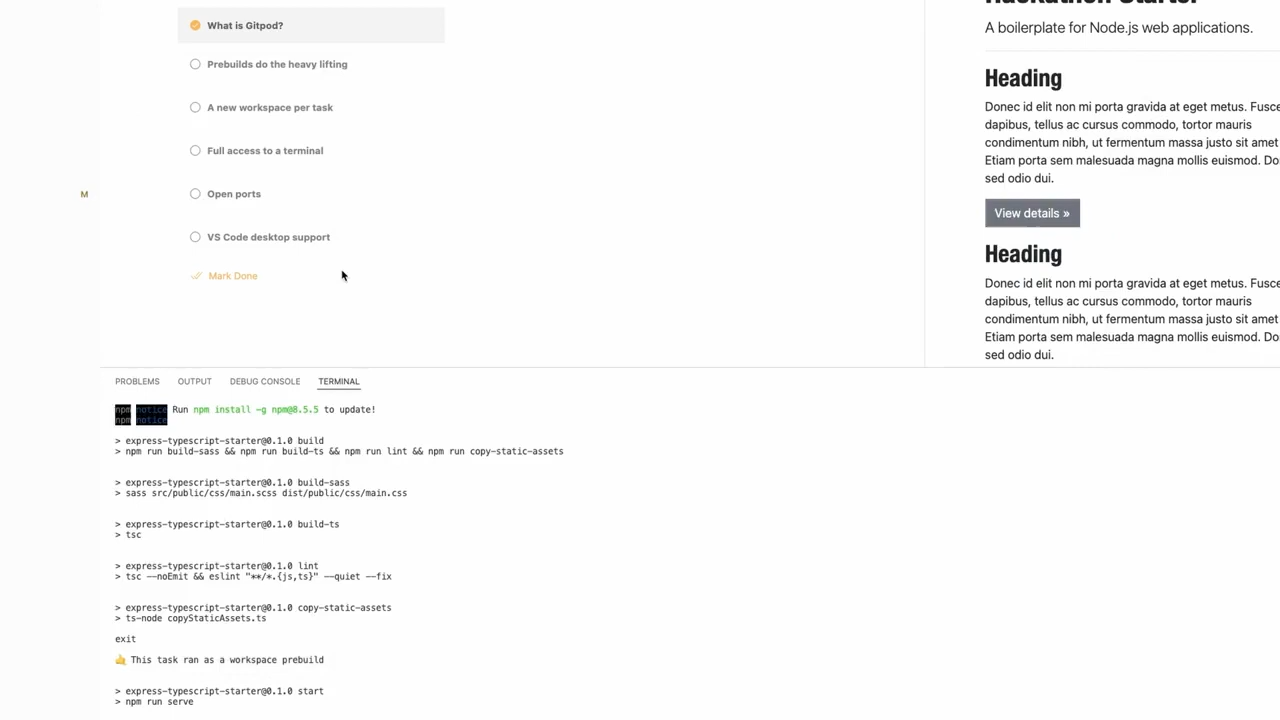 What is Gitpod?
Prebuilds do the heavy lifting
A new workspace per task
Full access to a terminal
Open ports
VS Code desktop support
Mark Done
M
A boilerplate for Node.js web applications.
Heading
Donec id elit non mi porta gravida at eget metus. Fusce
dapibus, tellus ac cursus commodo, tortor mauris
condimentum nibh, ut fermentum massa justo sit amet
Etiam porta sem malesuada magna mollis euismod. Do
sed odio dui.
View details »
Heading
Donec id elit non mi porta gravida at eget metus. Fusce
dapibus, tellus ac cursus commodo, tortor mauris
condimentum nibh, ut fermentum massa justo sit amet
Etiam porta sem malesuada magna mollis euismod. Do
sed odio dui.
PROBLEMS OUTPUT DEBUG CONSOLE TERMINAL
npm notice Run npm install -g npm@8.5.5 to update!
npm notice
> express-typescript-starter@0.1.0 build
> npm run build-sass && npm run build-ts && npm run lint && npm run copy-static-assets
> express-typescript-starter@0.1.0 build-sass
> sass src/public/css/main.scss dist/public/css/main.css
> express-typescript-starter@0.1.0 build-ts
> tsc
> express-typescript-starter@0.1.0 lint
> tsc --noEmit && eslint "**/*.{js,ts}" --quiet --fix
> express-typescript-starter@0.1.0 copy-static-assets
> ts-node copyStaticAssets.ts
exit
🤙 This task ran as a workspace prebuild
> express-typescript-starter@0.1.0 start
> npm run serve